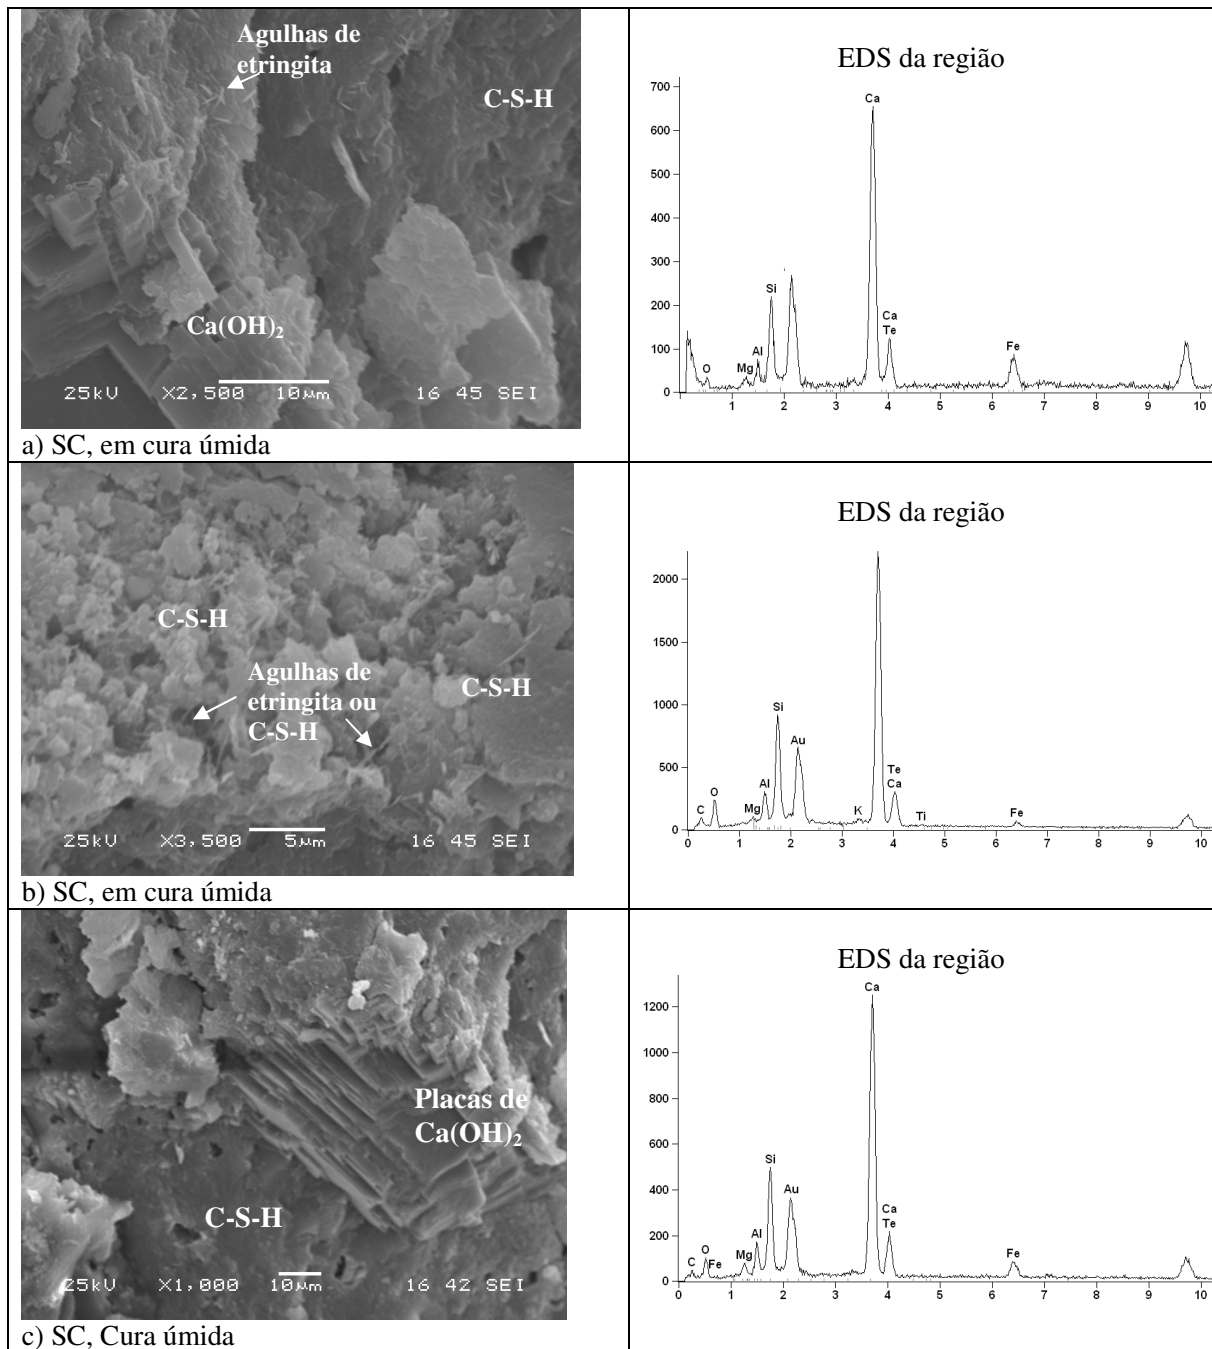 Agulhas de
etringita
C-S-H
Ca(OH)2
25kV X2,500 10µm 16 45 SEI
a) SC, em cura úmida
EDS da região
700
600
500
400
300
200
100
0
O
Mg
Al
Si
Ca
Ca
Te
Fe
1 2 3 4 5 6 7 8 9 10
C-S-H
Agulhas de
etringita ou
C-S-H
C-S-H
25kV X3,500 5µm 16 45 SEI
b) SC, em cura úmida
EDS da região
2000
1500
1000
500
0
C
O
Mg
Al
Si
Au
K
Te
Ca
Ti
Fe
0 1 2 3 4 5 6 7 8 9 10
Placas de
Ca(OH)2
C-S-H
25kV X1,000 10µm 16 42 SEI
c) SC, Cura úmida
EDS da região
1200
1000
800
600
400
200
0
C
O
Fe
Mg
Al
Si
Au
Ca
Ca
Te
Fe
0 1 2 3 4 5 6 7 8 9 10